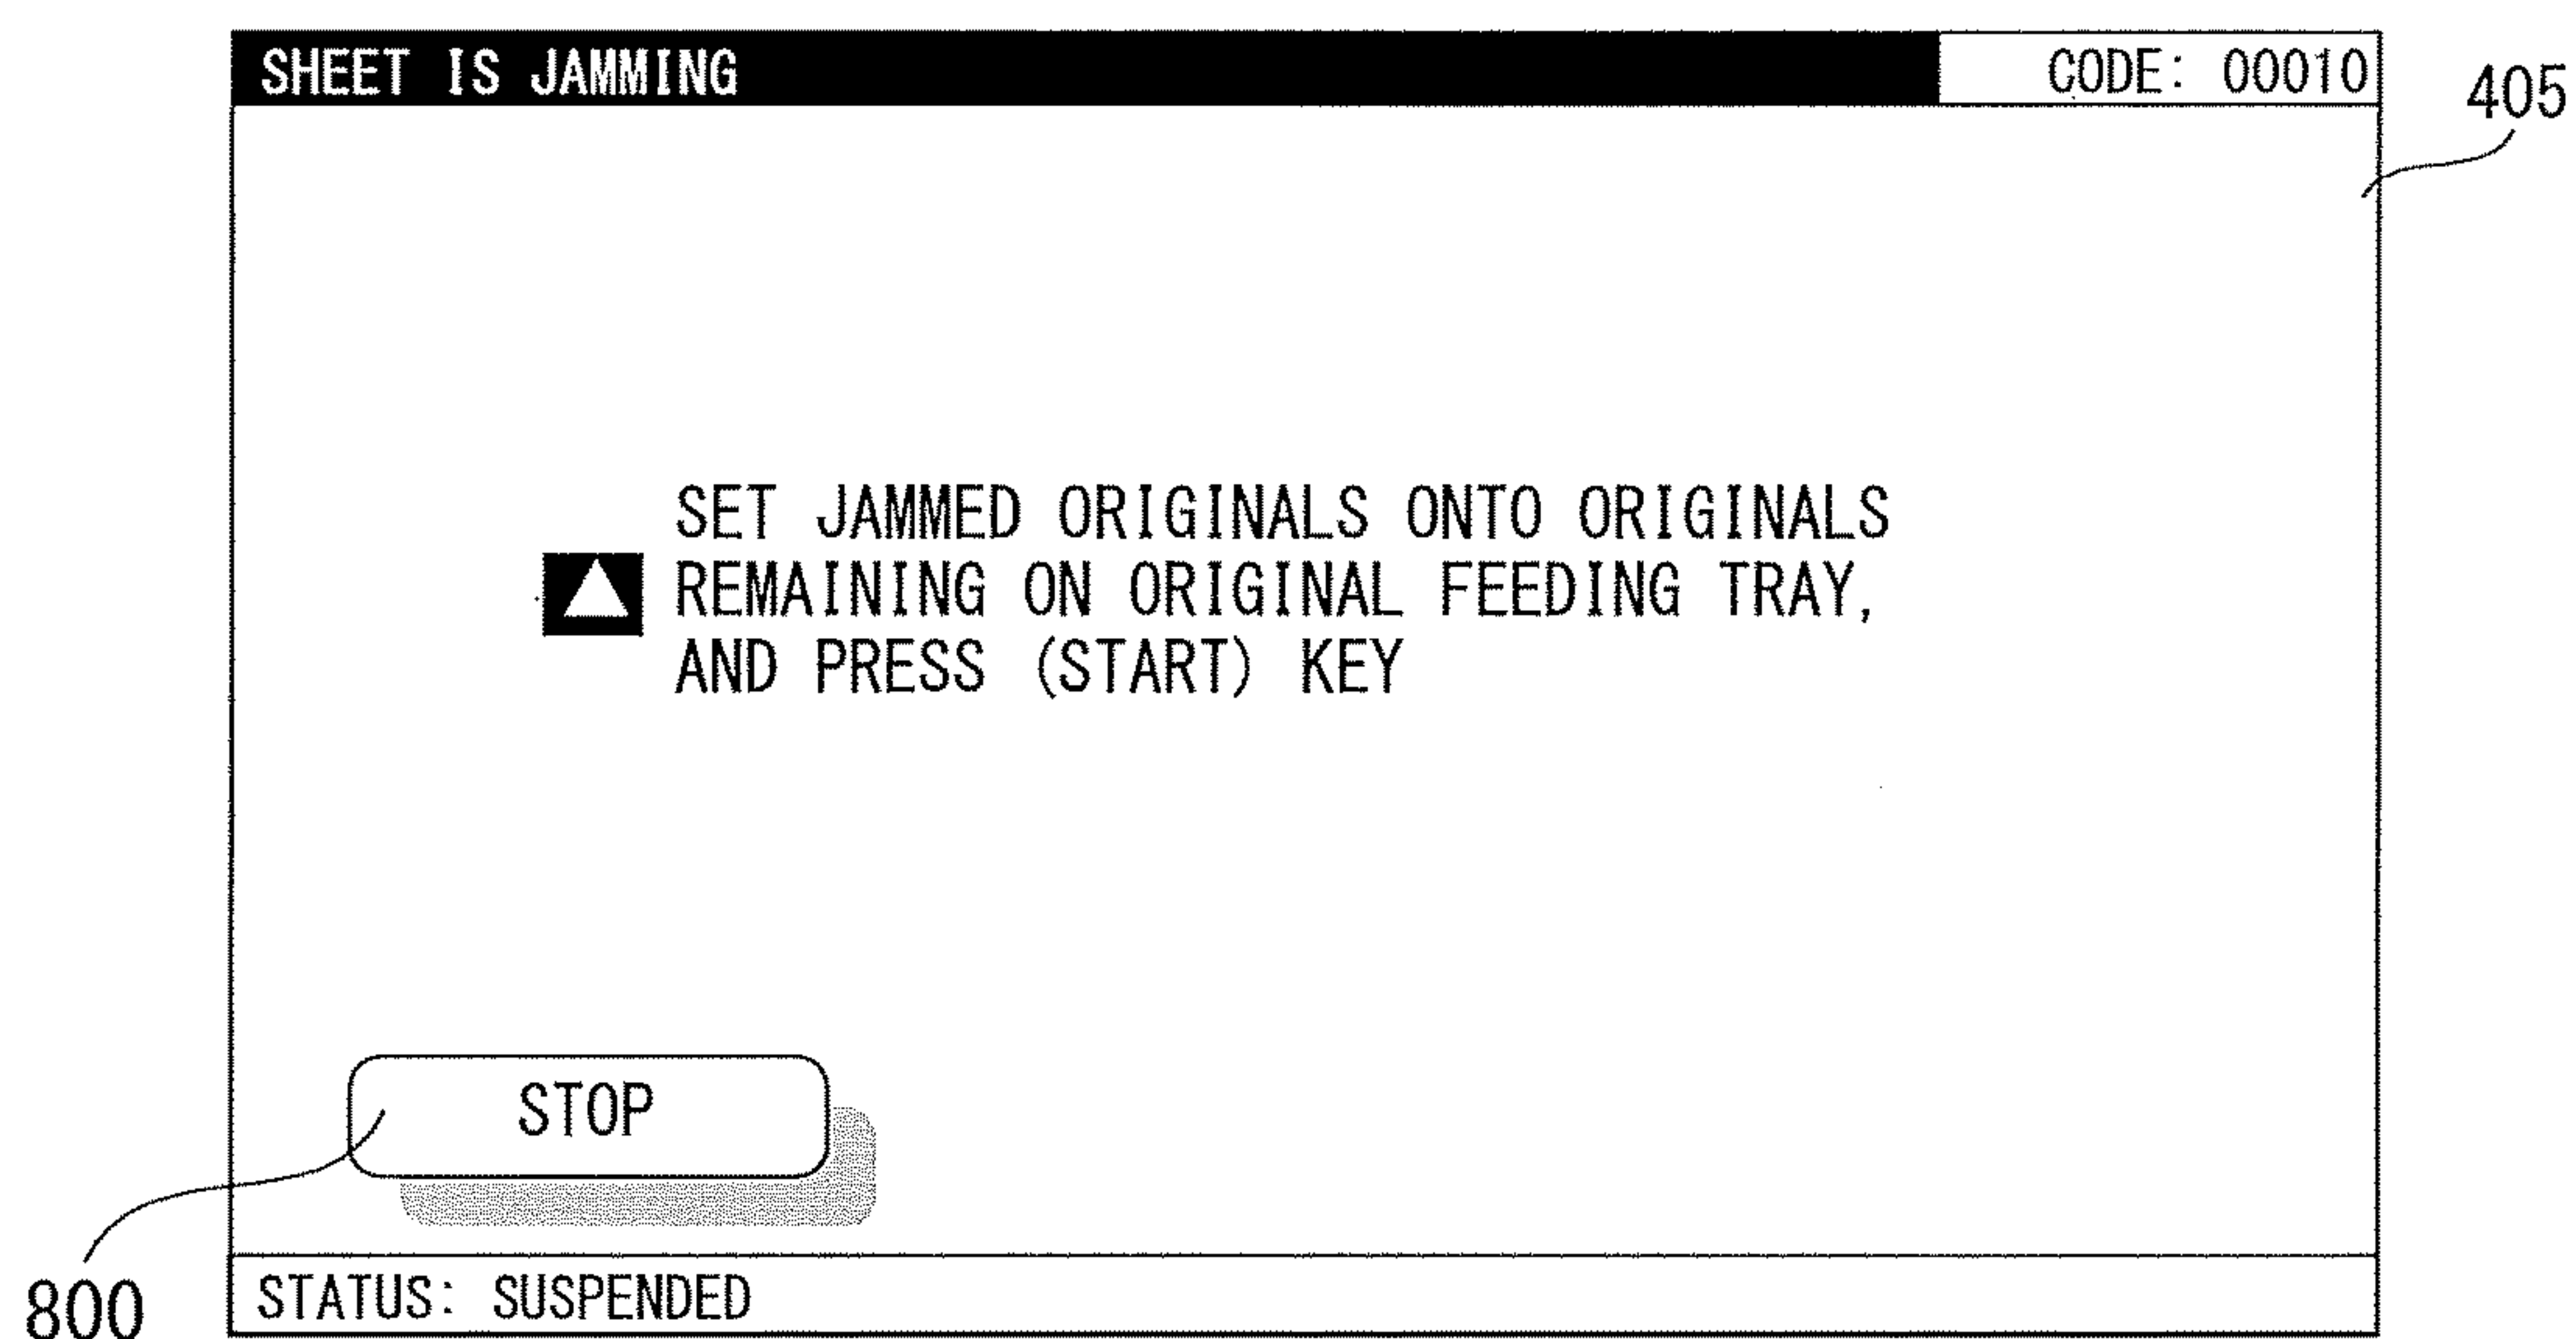 SHEET IS JAMMING
CODE: 00010
405
SET JAMMED ORIGINALS ONTO ORIGINALS
REMAINING ON ORIGINAL FEEDING TRAY,
AND PRESS (START) KEY
STOP
800
STATUS: SUSPENDED